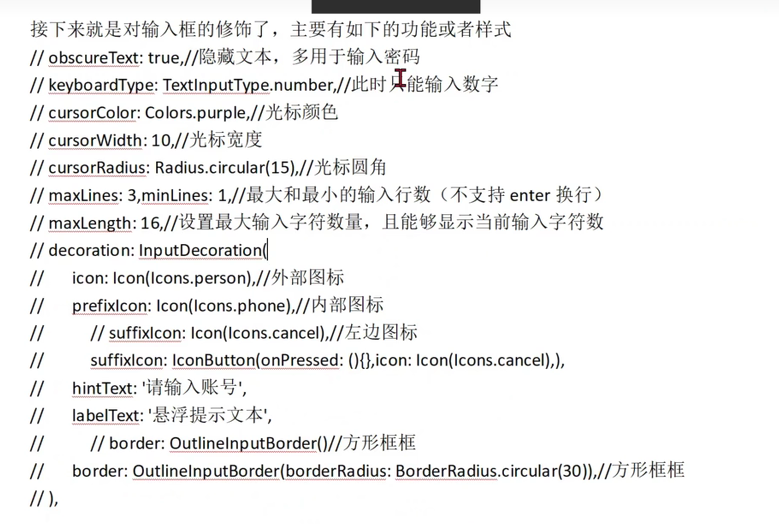 接下来就是对输入框的修饰了，主要有如下的功能或者样式
// obscureText: true,//隐藏文本，多用于输入密码
// keyboardType: TextInputType.number,//此时只能输入数字
// cursorColor: Colors.purple,//光标颜色
// cursorWidth: 10,//光标宽度
// cursorRadius: Radius.circular(15),//光标圆角
// maxLines: 3,minLines: 1,//最大和最小的输入行数（不支持 enter 换行）
// maxLength: 16,//设置最大输入字符数量，且能够显示当前输入字符数
// decoration: InputDecoration(
// icon: Icon(Icons.person),//外部图标
// prefixIcon: Icon(Icons.phone),//内部图标
// // suffixIcon: Icon(Icons.cancel),//左边图标
// suffixIcon: IconButton(onPressed: (){},icon: Icon(Icons.cancel),),
// hintText: '请输入账号',
// labelText: '悬浮提示文本',
// // border: OutlineInputBorder()//方形框框
// border: OutlineInputBorder(borderRadius: BorderRadius.circular(30)),//方形框框
// ),